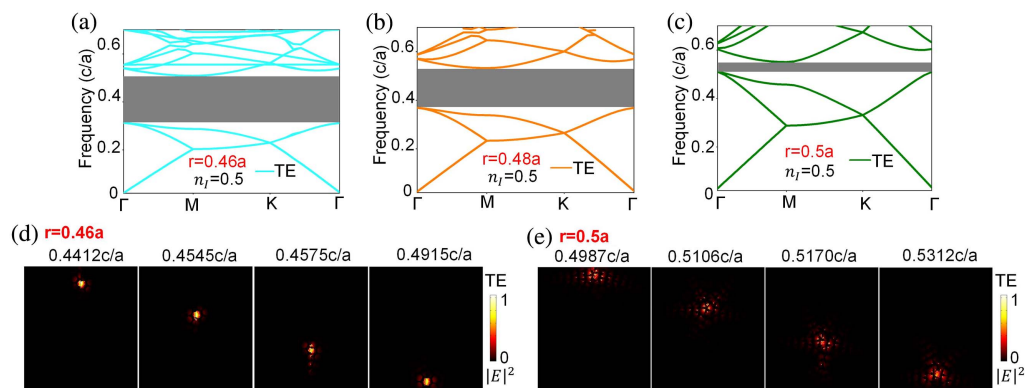 (a)
Frequency (c/a)
0.6
0.4
0.2
0
r=0.46a
n_I=0.5
TE
Γ M K Γ
(b)
Frequency (c/a)
0.6
0.4
0.2
0
r=0.48a
n_I=0.5
TE
Γ M K Γ
(c)
Frequency (c/a)
0.6
0.4
0.2
0
r=0.5a
n_I=0.5
TE
Γ M K Γ
(d) r=0.46a
0.4412c/a 0.4545c/a 0.4575c/a 0.4915c/a
TE
1
0
|E|²
(e) r=0.5a
0.4987c/a 0.5106c/a 0.5170c/a 0.5312c/a
TE
1
0
|E|²